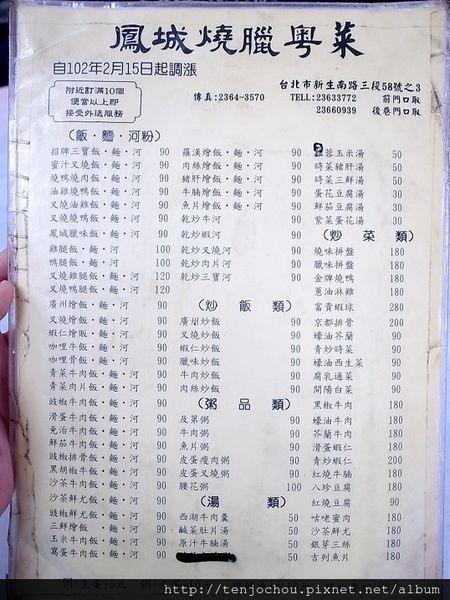 鳳城燒臘粵菜
自102年2月15日起調漲
附近訂滿10個
便當以上即
接受外送服務
台北市新生南路三段58號之3
傳真:2364-3570 TELL:23633772 前門口取
23660939 後巷門口取
(飯·麵·河粉)
招牌三寶飯·麵·河 90
蜜汁叉燒飯·麵·河 90
燒鴨燒肉飯·麵·河 90
油雞燒鴨飯·麵·河 90
叉燒油雞飯·麵·河 90
叉燒燒鴨飯·麵·河 90
鳳城臘味飯·麵·河 90
雞腿飯·麵·河 100
鴨腿飯·麵·河 100
叉燒雞腿飯·麵·河 120
叉燒鴨腿飯·麵·河 120
廣州燴飯·麵·河 90
叉燒燴飯·麵·河 90
蝦仁燴飯·麵·河 90
咖哩牛飯·麵·河 90
咖哩骨飯·麵·河 90
青菜牛肉飯·麵·河 90
青菜肉片飯·麵·河 90
豉椒牛肉飯·麵·河 90
滑蛋牛肉飯·麵·河 90
免治牛肉飯·麵·河 90
鮮茄牛肉飯·麵·河 90
豉椒排骨飯·麵·河 90
黑胡椒飯·麵·河 90
沙茶牛肉飯·麵·河 90
沙茶鮮魷飯·麵·河 90
豉椒鮮魷飯·麵·河 90
三鮮燴飯·麵·河 90
玉米牛肉飯·麵·河 90
窩蛋牛肉飯·麵·河 90
羅漢燴飯·麵·河 90
肉絲燴飯·麵·河 90
豬肝燴飯·麵·河 90
牛腩燴飯·麵·河 90
魚片燴飯·麵·河 90
乾炒牛河 90
乾炒蝦河 90
乾炒叉燒河 90
乾炒肉片河 90
乾炒三寶河 90
(炒飯類)
廣州炒飯 90
叉燒炒飯 90
蝦仁炒飯 90
臘味炒飯 90
牛肉炒飯 90
肉絲炒飯 90
(粥品類)
及第粥 90
牛肉粥 90
魚片粥 90
皮蛋瘦肉粥 90
皮蛋叉燒粥 90
腰花粥 100
(湯類)
西湖牛肉羹 50
鹹菜肚片湯 50
原汁牛腩湯 50
50
蓉玉米湯 50
時菜豬肝湯 50
時菜三鮮湯 50
蛋花豆腐湯 30
鮮茄豆腐湯 30
紫菜蛋花湯 30
(炒菜類)
燒味拼盤 180
臘味拼盤 180
金牌燒鴨 180
蔥油淋雞 180
富貴蝦球 280
京都排骨 200
蠔油芥蘭 90
青炒時菜 90
蠔油西生菜 90
腐乳通菜 90
開陽白菜 90
黑椒牛肉 180
蠔油牛肉 180
芥蘭牛肉 180
滑蛋蝦仁 180
青炒蝦仁 200
紅燒牛腩 180
八珍豆腐 180
紅燒豆腐 90
咕咾蜜肉 180
沙茶鮮魷 180
銀芽三絲 180
吉列魚片 180
http://tenjochou.pixnet.net/album